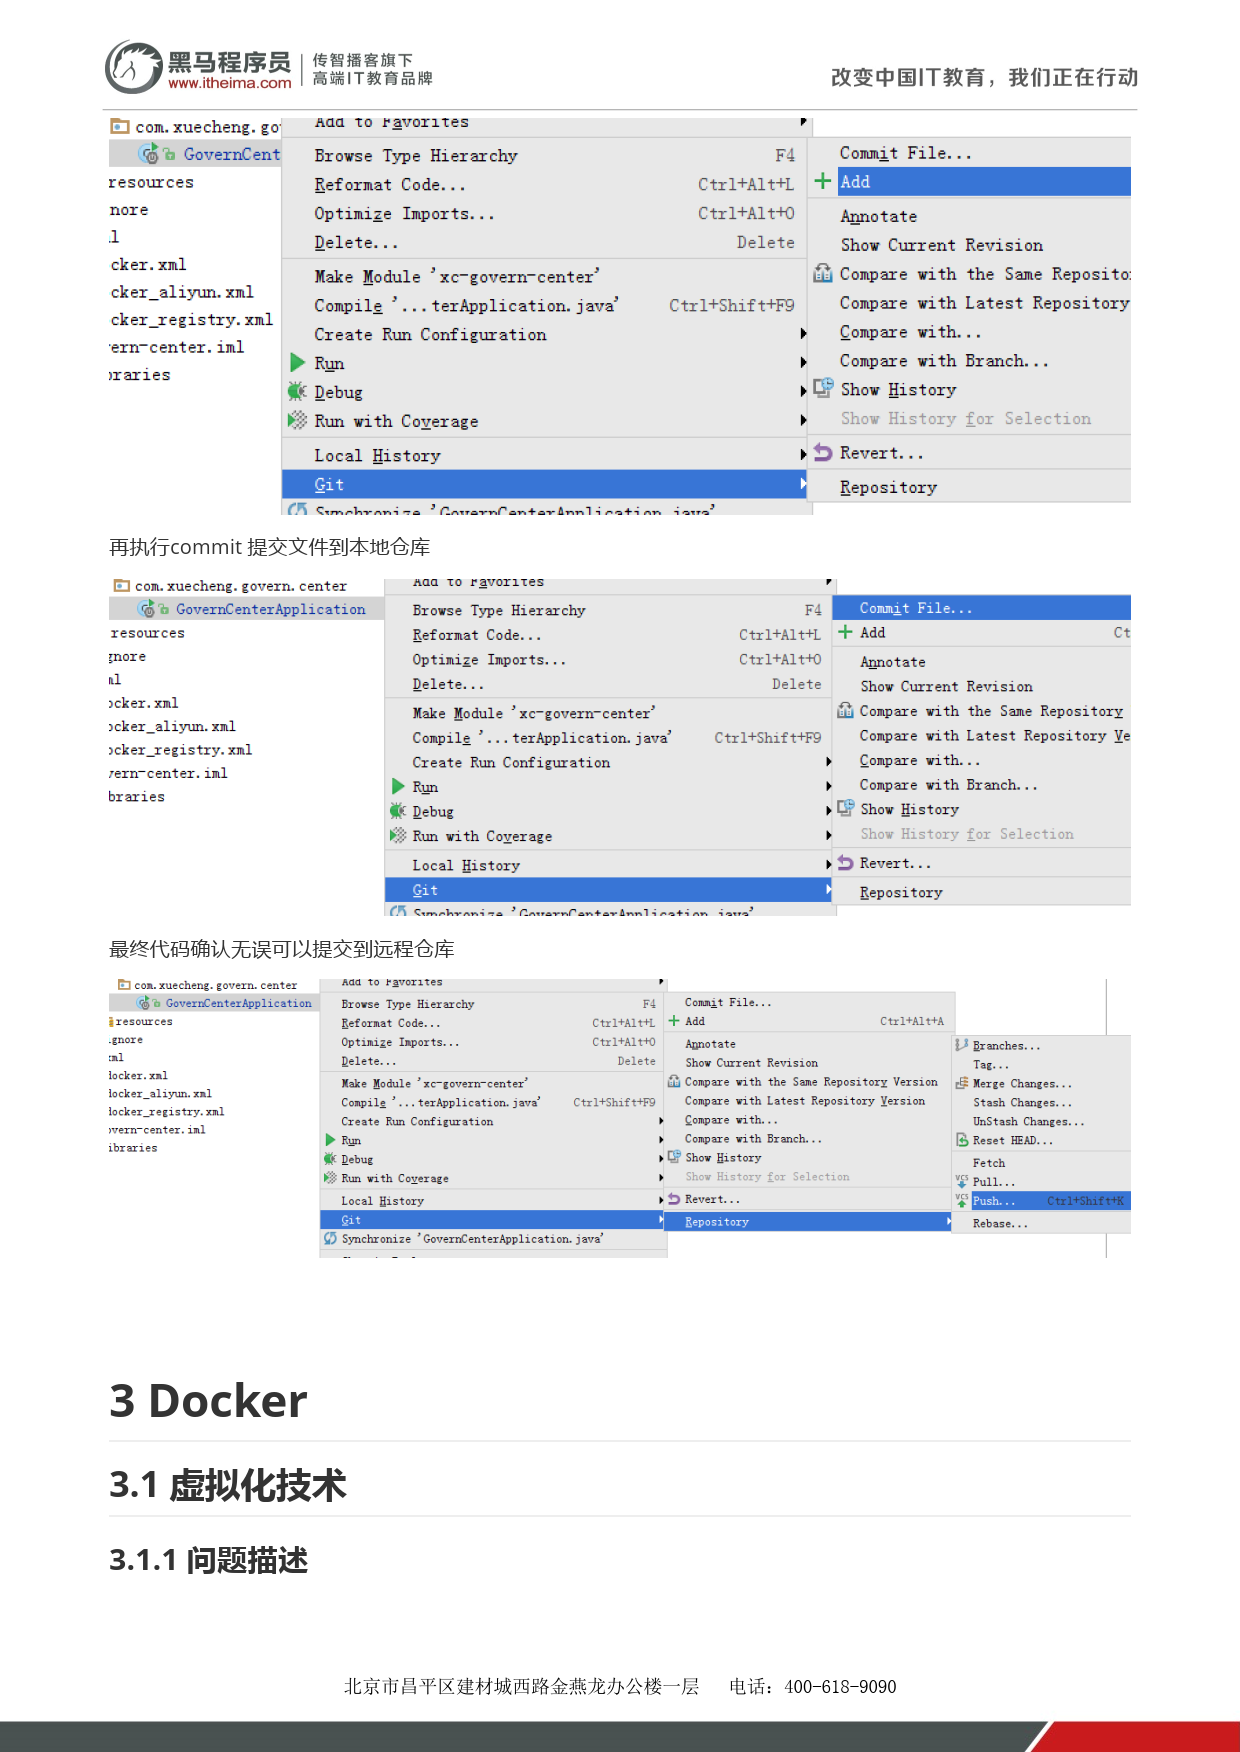 黑马程序员
www.itheima.com
传智播客旗下
高端IT教育品牌
改变中国IT教育，我们正在行动
com.xuecheng.go
GovernCent
resources
nore
cker.xml
cker_aliyun.xml
cker_registry.xml
ern-center.iml
raries
Add to Favorites
Browse Type Hierarchy F4
Reformat Code... Ctrl+Alt+L
Optimize Imports... Ctrl+Alt+O
Delete... Delete
Make Module 'xc-govern-center'
Compile '...terApplication.java' Ctrl+Shift+F9
Create Run Configuration
Run
Debug
Run with Coverage
Local History
Git
Synchronize 'GovernCenterApplication.java'
Commit File...
Add
Annotate
Show Current Revision
Compare with the Same Reposito
Compare with Latest Repository
Compare with...
Compare with Branch...
Show History
Show History for Selection
Revert...
Repository
再执行commit 提交文件到本地仓库
com.xuecheng.govern.center
GovernCenterApplication
resources
gnore
ml
ocker.xml
ocker_aliyun.xml
ocker_registry.xml
vern-center.iml
braries
Add to Favorites
Browse Type Hierarchy F4
Reformat Code... Ctrl+Alt+L
Optimize Imports... Ctrl+Alt+O
Delete... Delete
Make Module 'xc-govern-center'
Compile '...terApplication.java' Ctrl+Shift+F9
Create Run Configuration
Run
Debug
Run with Coverage
Local History
Git
Synchronize 'GovernCenterApplication.java'
Commit File...
Add Ct
Annotate
Show Current Revision
Compare with the Same Repository
Compare with Latest Repository Ve
Compare with...
Compare with Branch...
Show History
Show History for Selection
Revert...
Repository
最终代码确认无误可以提交到远程仓库
com.xuecheng.govern.center
GovernCenterApplication
resources
.gnore
ml
docker.xml
docker_aliyun.xml
docker_registry.xml
overn-center.iml
ibraries
Add to Favorites
Browse Type Hierarchy F4
Reformat Code... Ctrl+Alt+L
Optimize Imports... Ctrl+Alt+O
Delete... Delete
Make Module 'xc-govern-center'
Compile '...terApplication.java' Ctrl+Shift+F9
Create Run Configuration
Run
Debug
Run with Coverage
Local History
Git
Synchronize 'GovernCenterApplication.java'
Commit File...
Add Ctrl+Alt+A
Annotate
Show Current Revision
Compare with the Same Repository Version
Compare with Latest Repository Version
Compare with...
Compare with Branch...
Show History
Show History for Selection
Revert...
Repository
Branches...
Tag...
Merge Changes...
Stash Changes...
UnStash Changes...
Reset HEAD...
Fetch
VCS Pull...
VCS Push... Ctrl+Shift+K
Rebase...
3 Docker
3.1 虚拟化技术
3.1.1 问题描述
北京市昌平区建材城西路金燕龙办公楼一层 电话：400-618-9090